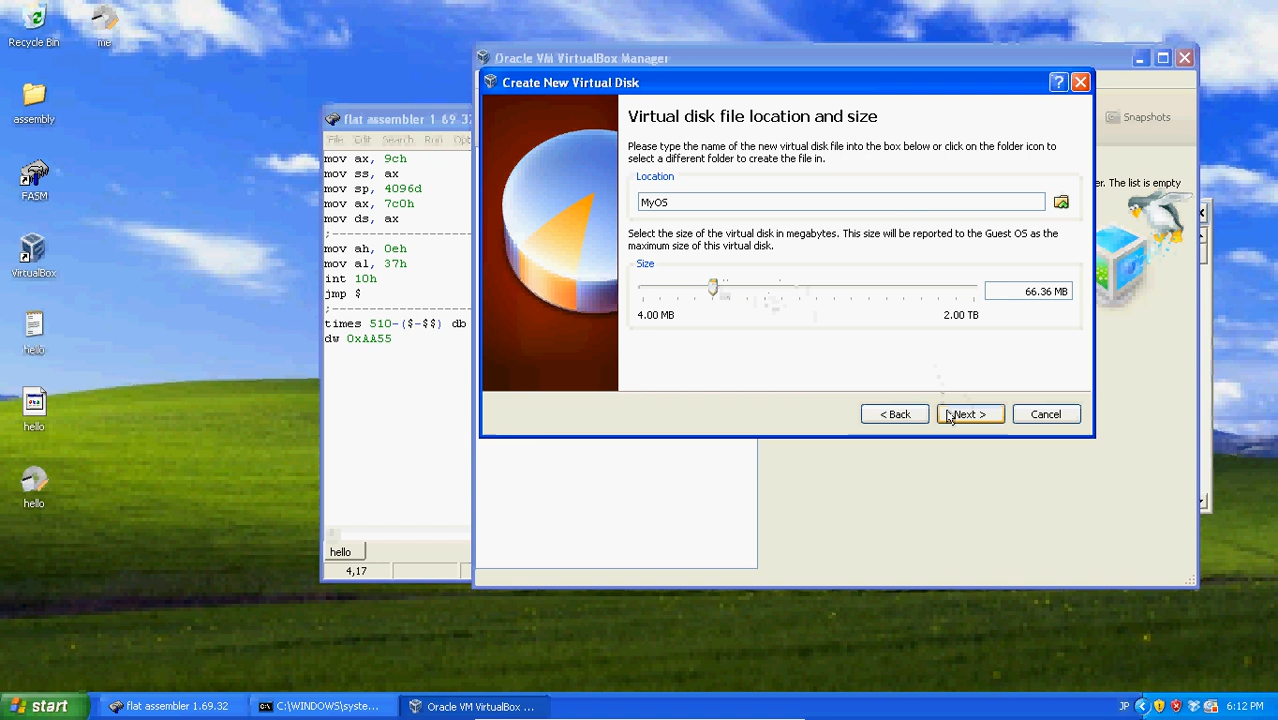 Recycle Bin
me
assembly
FASM
VirtualBox
hello
hello
hello
flat assembler 1.69.32
File Edit Search Run
mov ax, 9ch
mov ss, ax
mov sp, 4096d
mov ax, 7c0h
mov ds, ax
;
mov ah, 0eh
mov al, 37h
int 10h
jmp $
;
times 510-($-$$) db
dw 0xAA55
hello
4,17
Oracle VM VirtualBox Manager
Snapshots
The list is empty
Create New Virtual Disk
?
Virtual disk file location and size
Please type the name of the new virtual disk file into the box below or click on the folder icon to
select a different folder to create the file in.
Location
MyOS
Select the size of the virtual disk in megabytes. This size will be reported to the Guest OS as the
maximum size of this virtual disk.
Size
66.36 MB
4.00 MB 2.00 TB
< Back Next > Cancel
start
flat assembler 1.69.32
C:\WINDOWS\syste...
Oracle VM VirtualBox ...
JP
6:12 PM